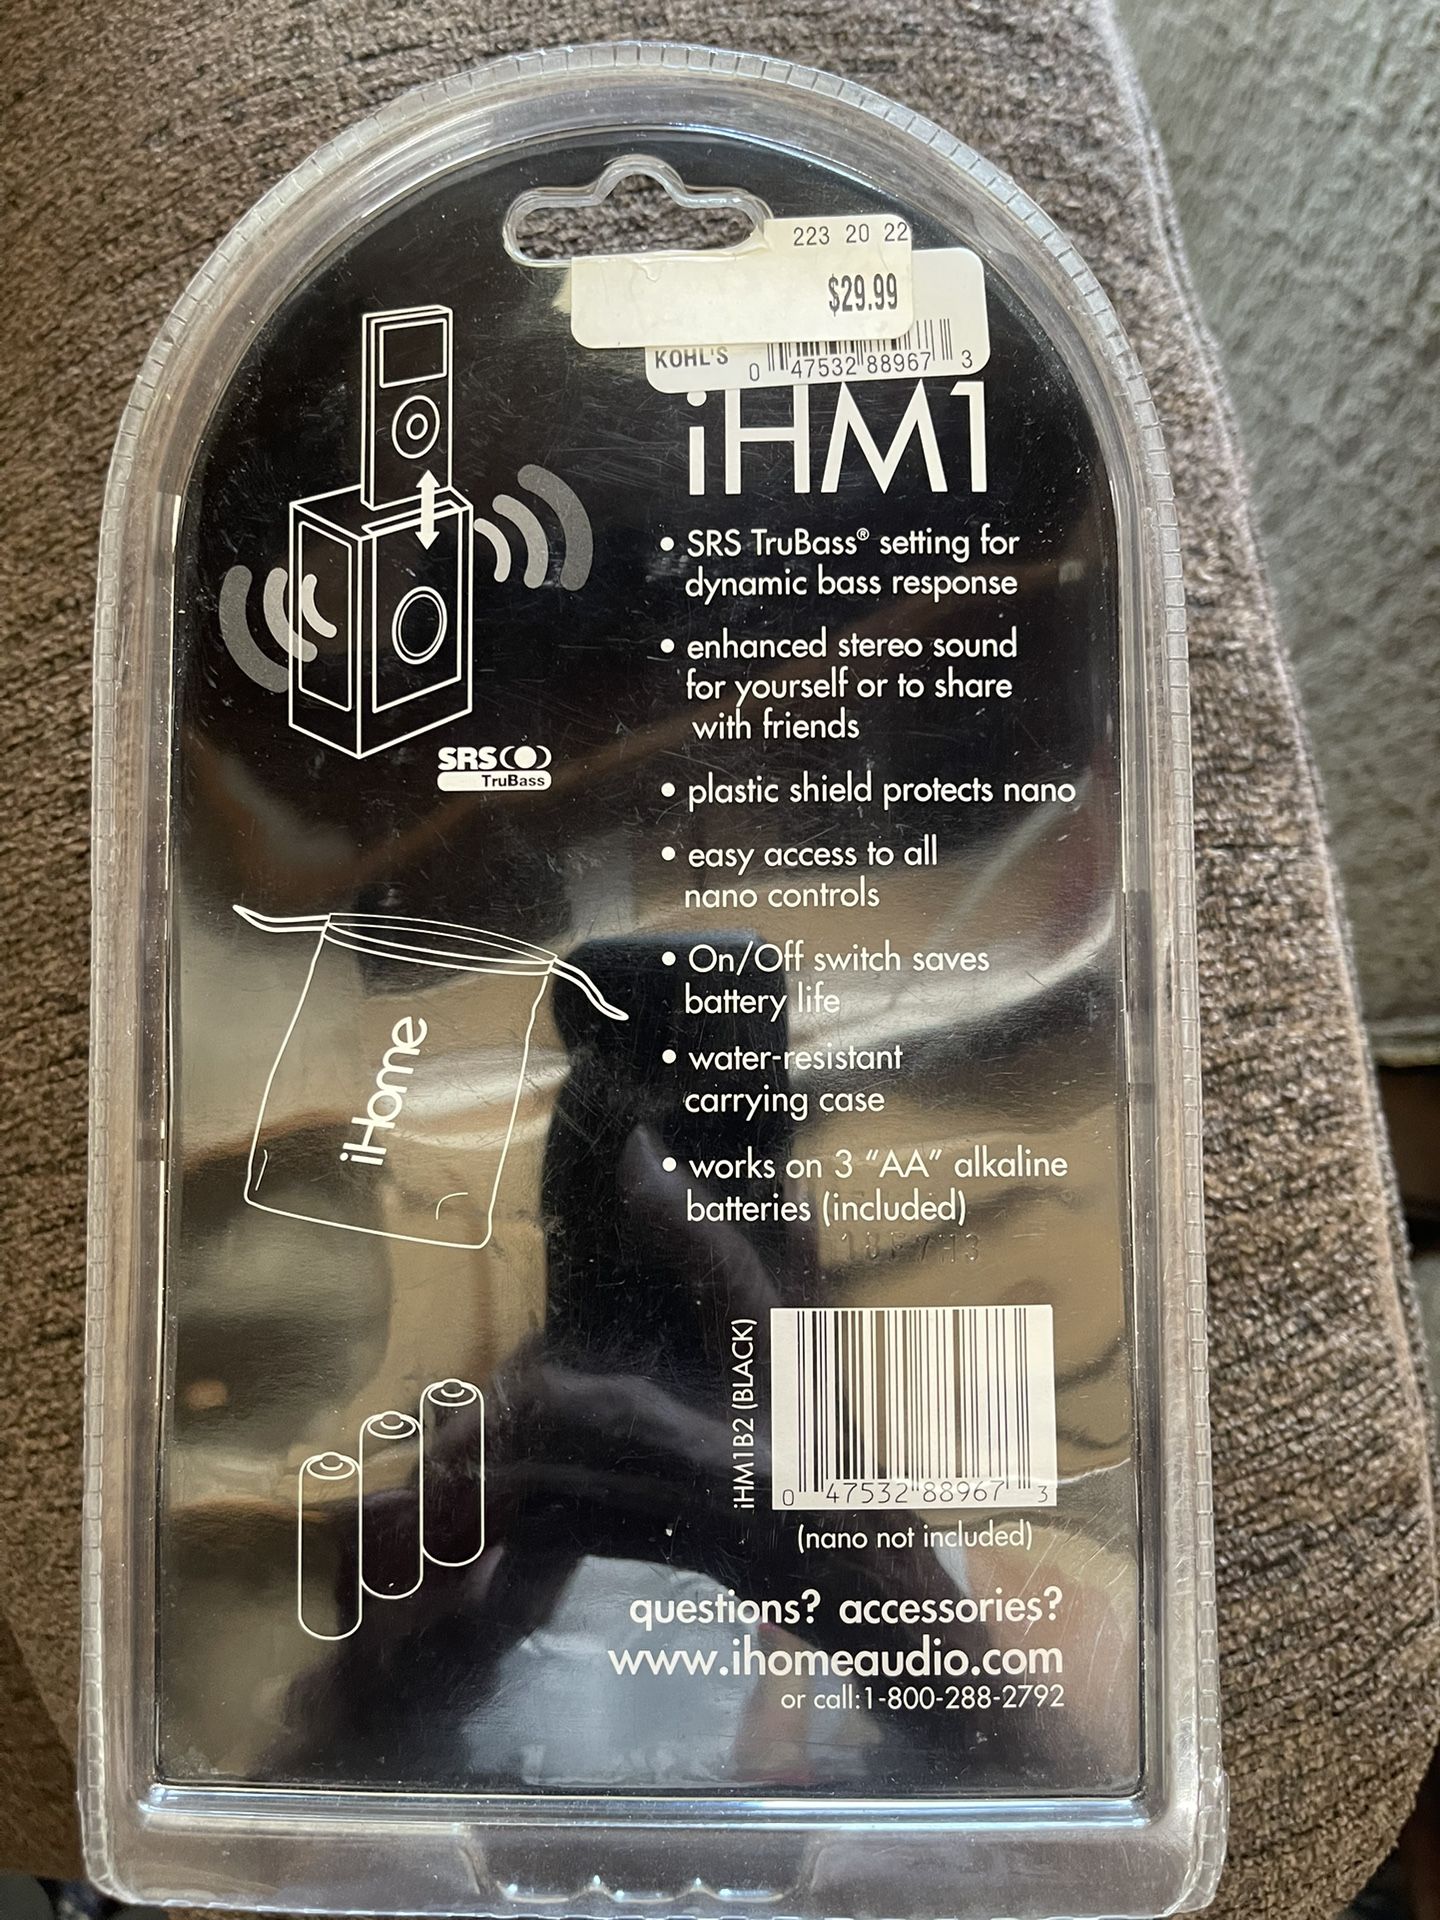 223 20 22
$29.99
KOHL'S
0 47532 88967 3
iHM1
• SRS TruBass® setting for
dynamic bass response
• enhanced stereo sound
for yourself or to share
with friends
SRS
TruBass
• plastic shield protects nano
• easy access to all
nano controls
• On/Off switch saves
battery life
iHome
• water-resistant
carrying case
• works on 3 "AA" alkaline
batteries (included)
iHM1B2 (BLACK)
0 47532 88967 3
(nano not included)
questions? accessories?
www.ihomeaudio.com
or call:1-800-288-2792